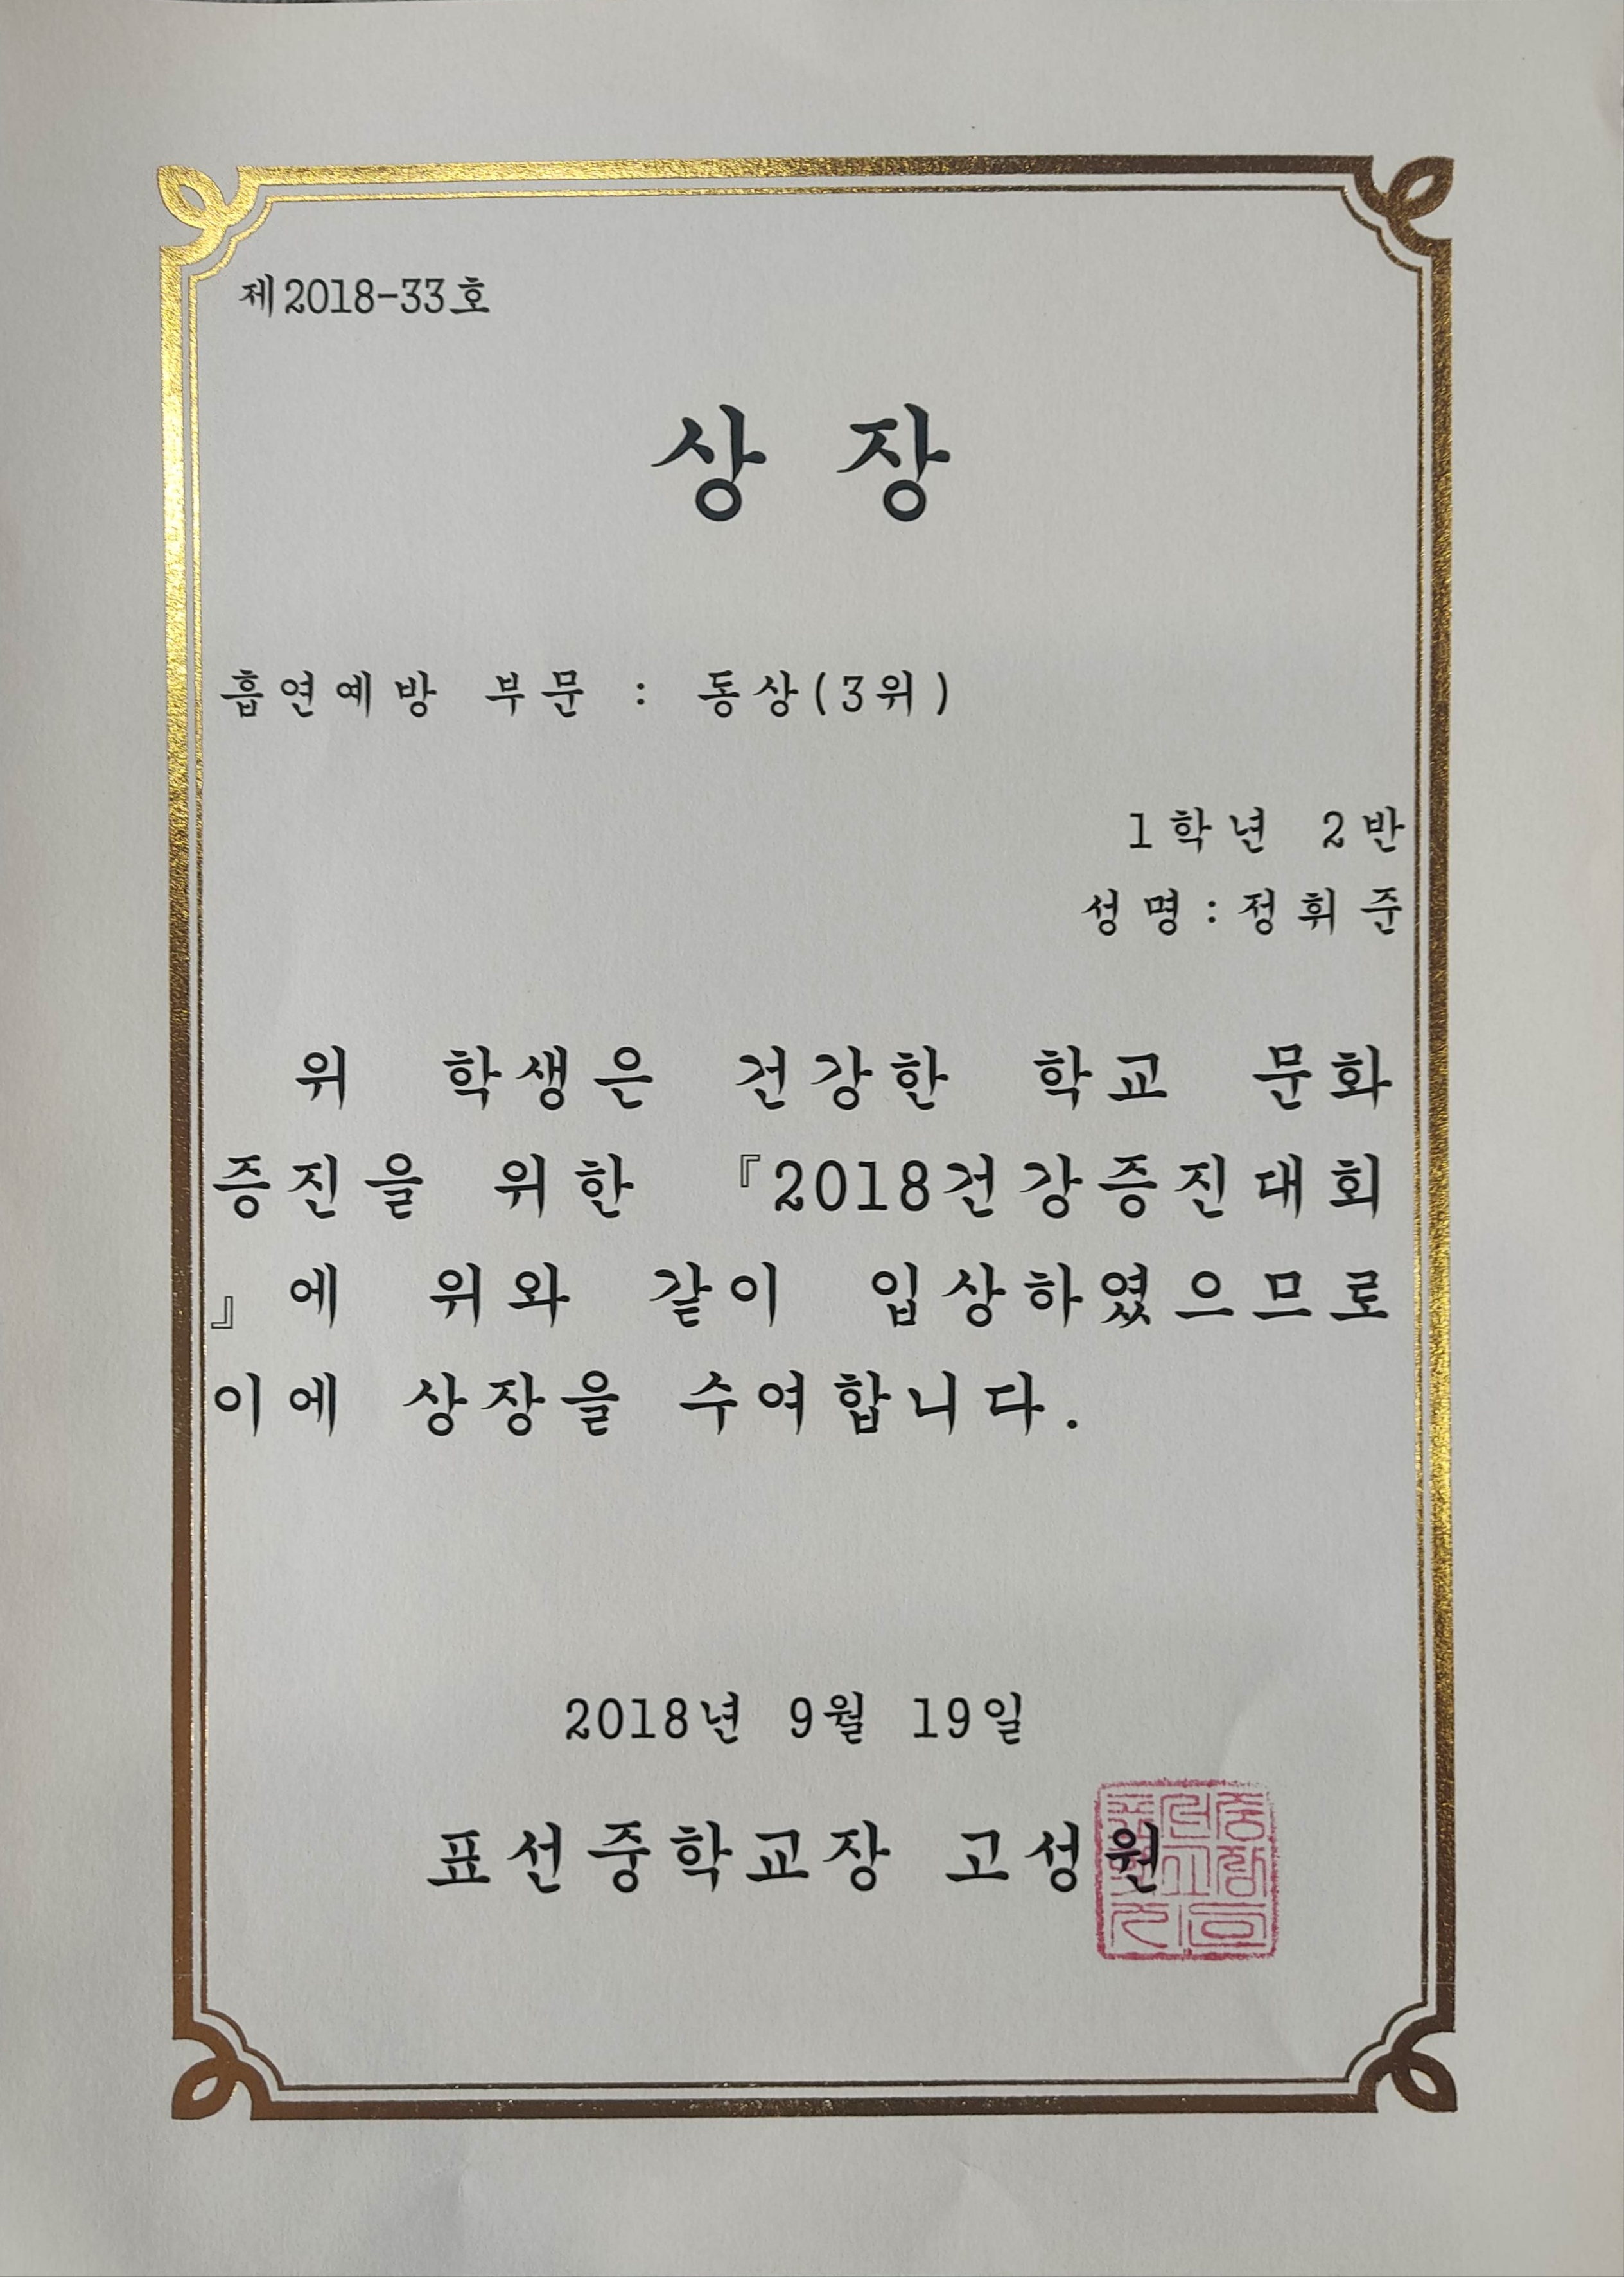 제2018-33호
상 장
흡연예방 부문 : 동상(3위)
1학년 2반
성명:정휘준
위 학생은 건강한 학교 문화
증진을 위한 『2018건강증진대회
』에 위와 같이 입상하였으므로
이에 상장을 수여합니다.
2018년 9월 19일
표선중학교장 고성원